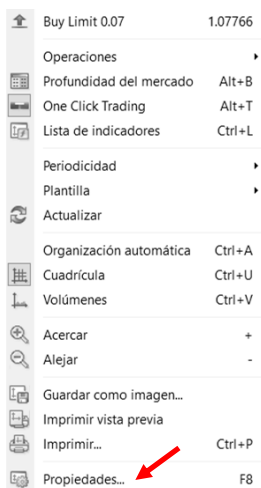 Buy Limit 0.07 1.07766
Operaciones
Profundidad del mercado Alt+B
One Click Trading Alt+T
Lista de indicadores Ctrl+L
Periodicidad
Plantilla
Actualizar
Organización automática Ctrl+A
Cuadrícula Ctrl+U
Volúmenes Ctrl+V
Acercar +
Alejar -
Guardar como imagen...
Imprimir vista previa
Imprimir... Ctrl+P
Propiedades... F8